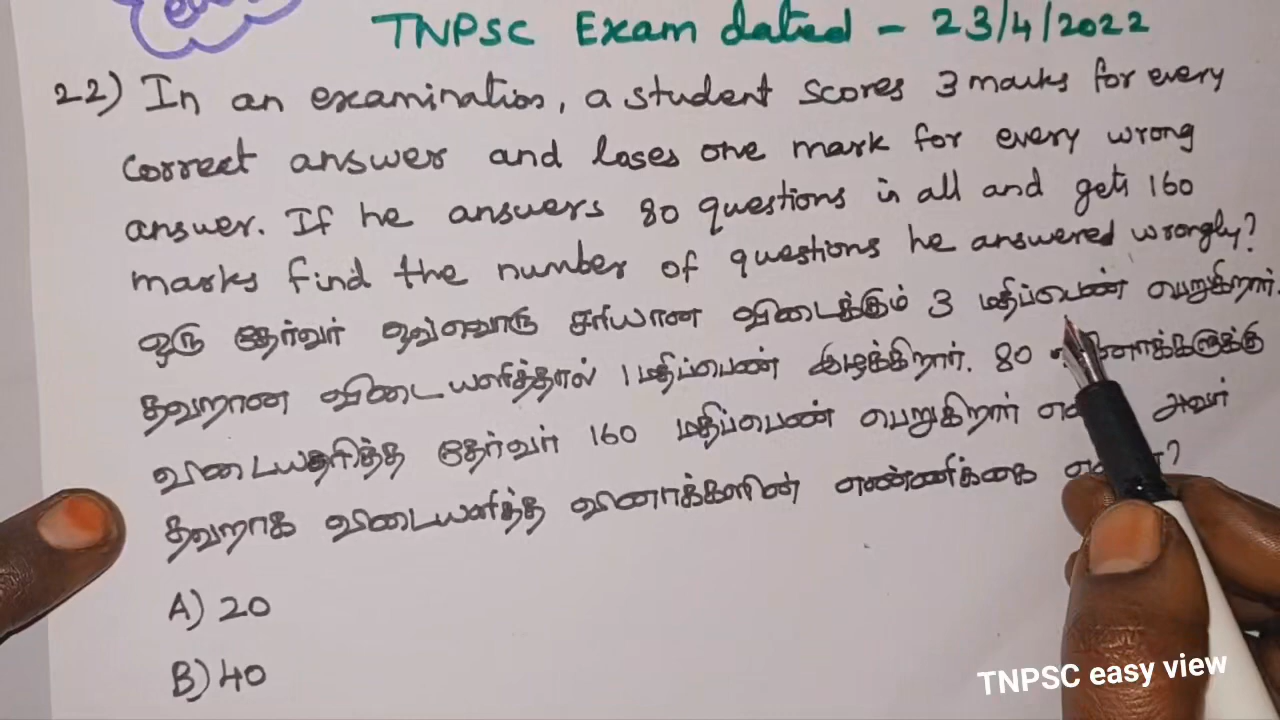 TNPSC Exam dated - 23/4/2022
22) In an examination, a student scores 3 marks for every
correct answer and loses one mark for every wrong
answer. If he answers 80 questions in all and gets 160
marks find the number of questions he answered wrongly?
ஒரு தேர்வர் ஒவ்வொரு சரியான விடைக்கும் 3 மதிப்பெண் பெறுகிறார்.
தவறான விடையளித்தால் 1 மதிப்பெண் இழக்கிறார். 80
விடையளித்த தேர்வர் 160 மதிப்பெண் பெறுகிறார் அவர்
தவறாக விடையளித்த வினாக்களின் எண்ணிக்கை
A) 20
B) 40
TNPSC easy view